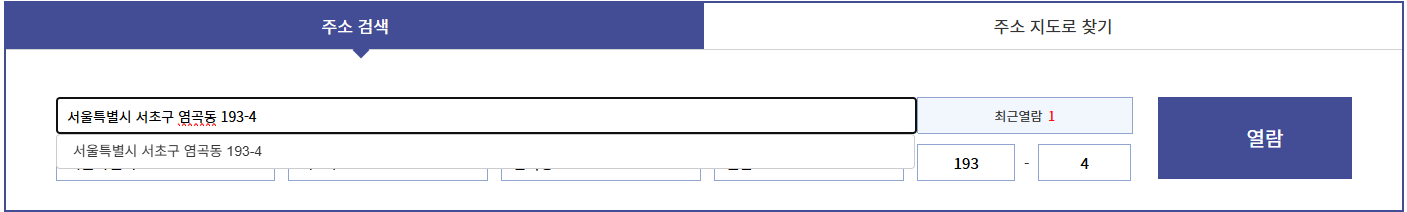 주소 검색
주소 지도로 찾기
서울특별시 서초구 염곡동 193-4
최근열람 1
열람
서울특별시 서초구 염곡동 193-4
193 - 4